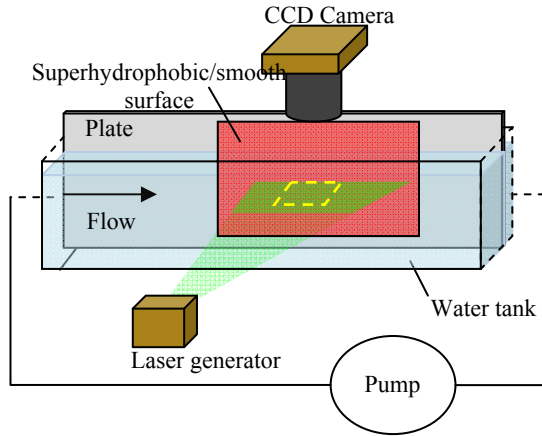 CCD Camera
Superhydrophobic/smooth
surface
Plate
Flow
Water tank
Laser generator
Pump